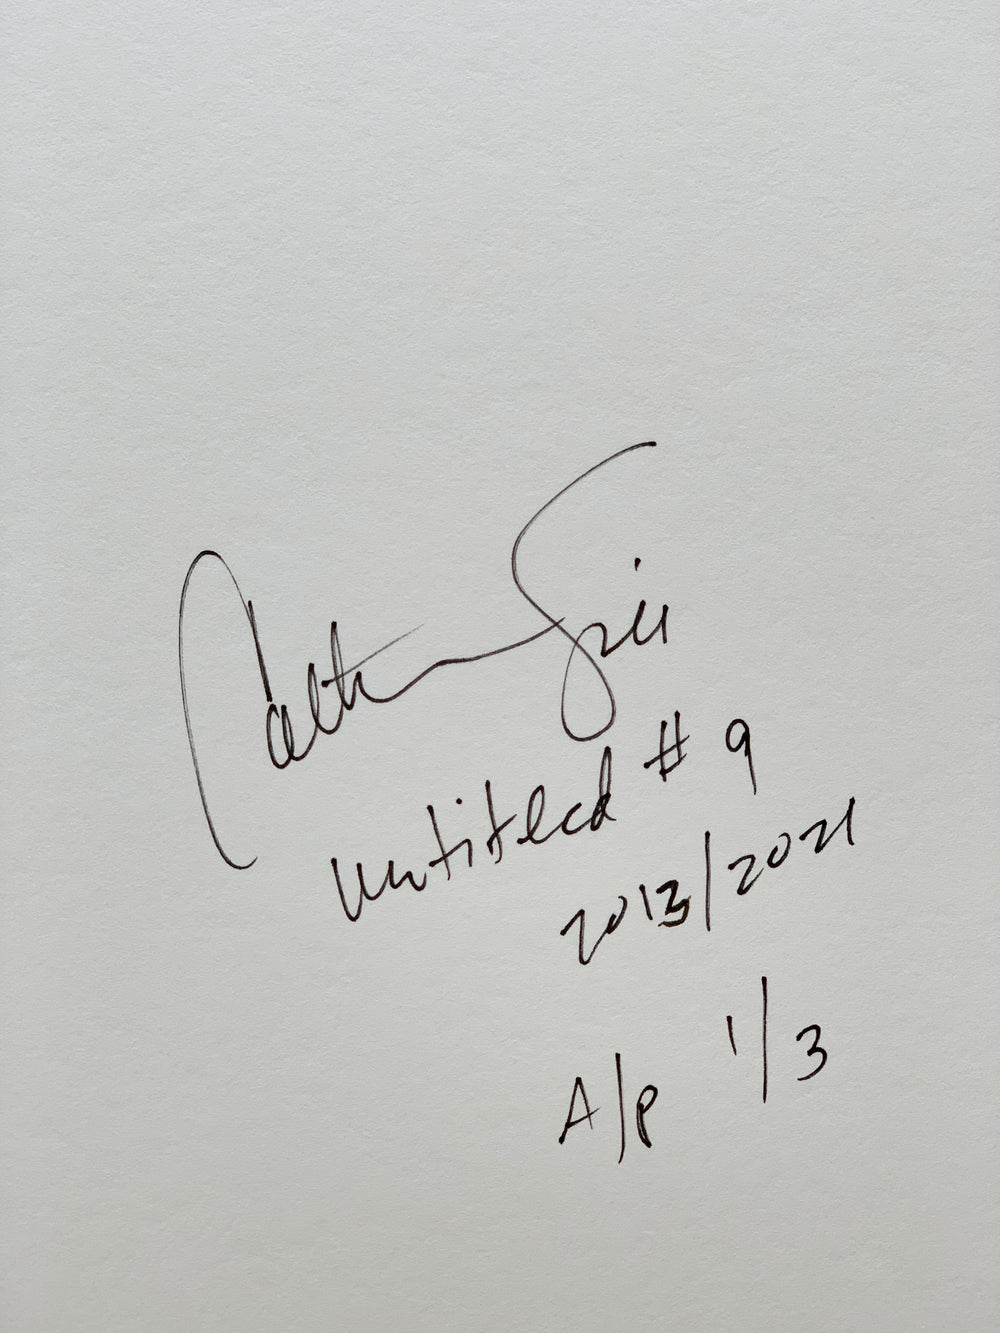 untitled #9
2013/2021
A/P 1/3